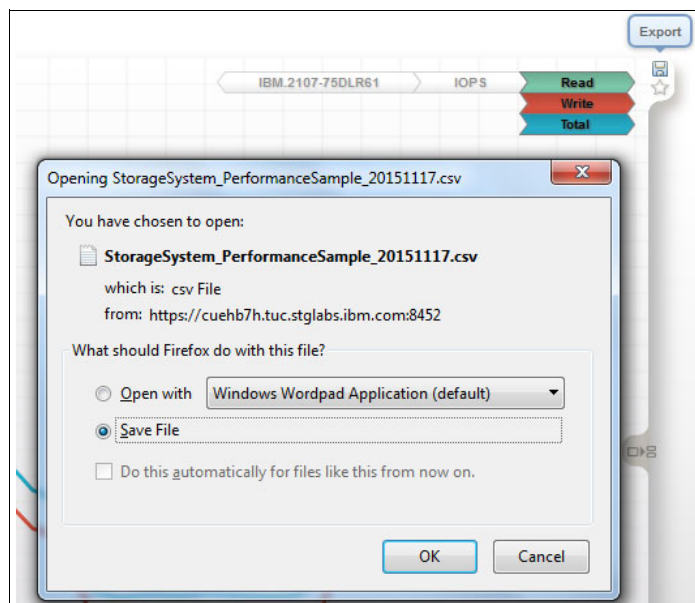 Export
IBM.2107-75DLR61 IOPS Read
Write
Total
Opening StorageSystem_PerformanceSample_20151117.csv
You have chosen to open:
StorageSystem_PerformanceSample_20151117.csv
which is: csv File
from: https://cuehb7h.tuc.stglabs.ibm.com:8452
What should Firefox do with this file?
Open with Windows Wordpad Application (default)
Save File
Do this automatically for files like this from now on.
OK Cancel